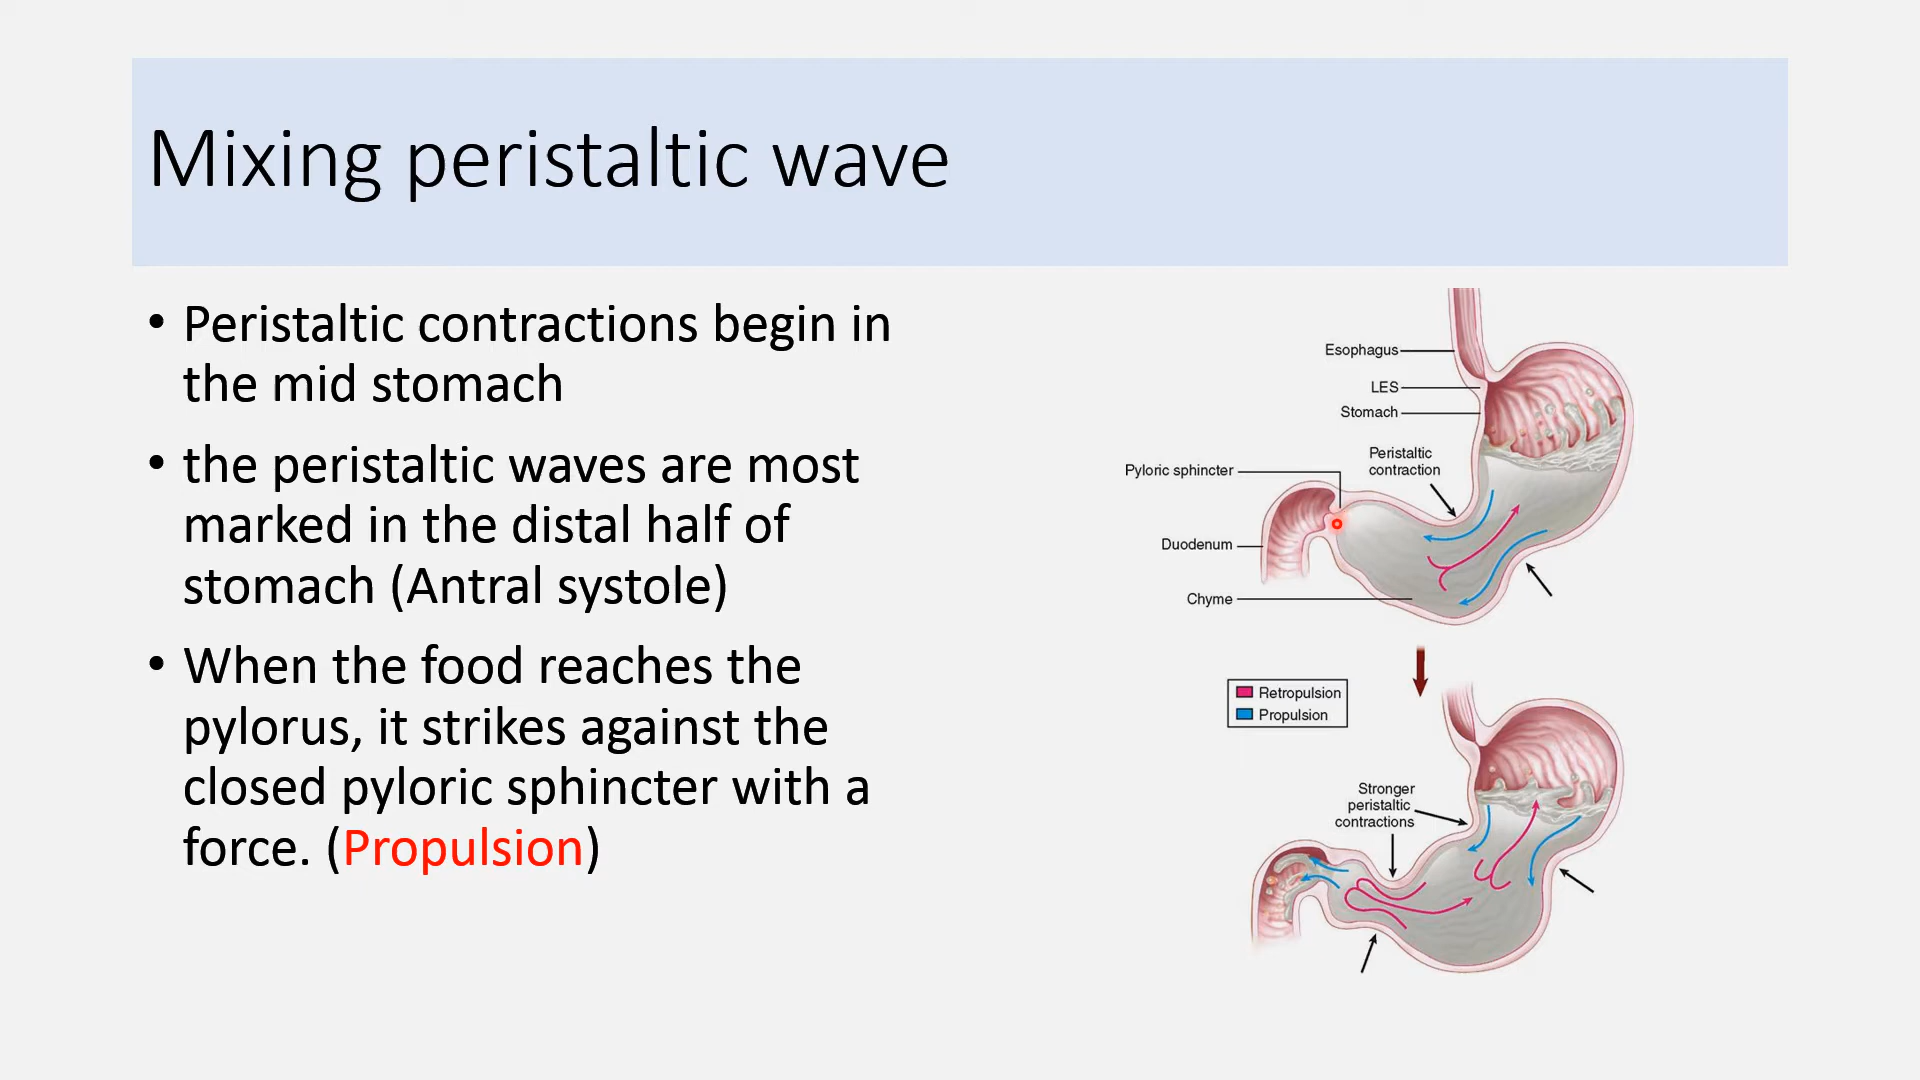 Mixing peristaltic wave
• Peristaltic contractions begin in
the mid stomach
• the peristaltic waves are most
marked in the distal half of
stomach (Antral systole)
• When the food reaches the
pylorus, it strikes against the
closed pyloric sphincter with a
force. (Propulsion)
Esophagus
LES
Stomach
Peristaltic
contraction
Pyloric sphincter
Duodenum
Chyme
Retropulsion
Propulsion
Stronger
peristaltic
contractions